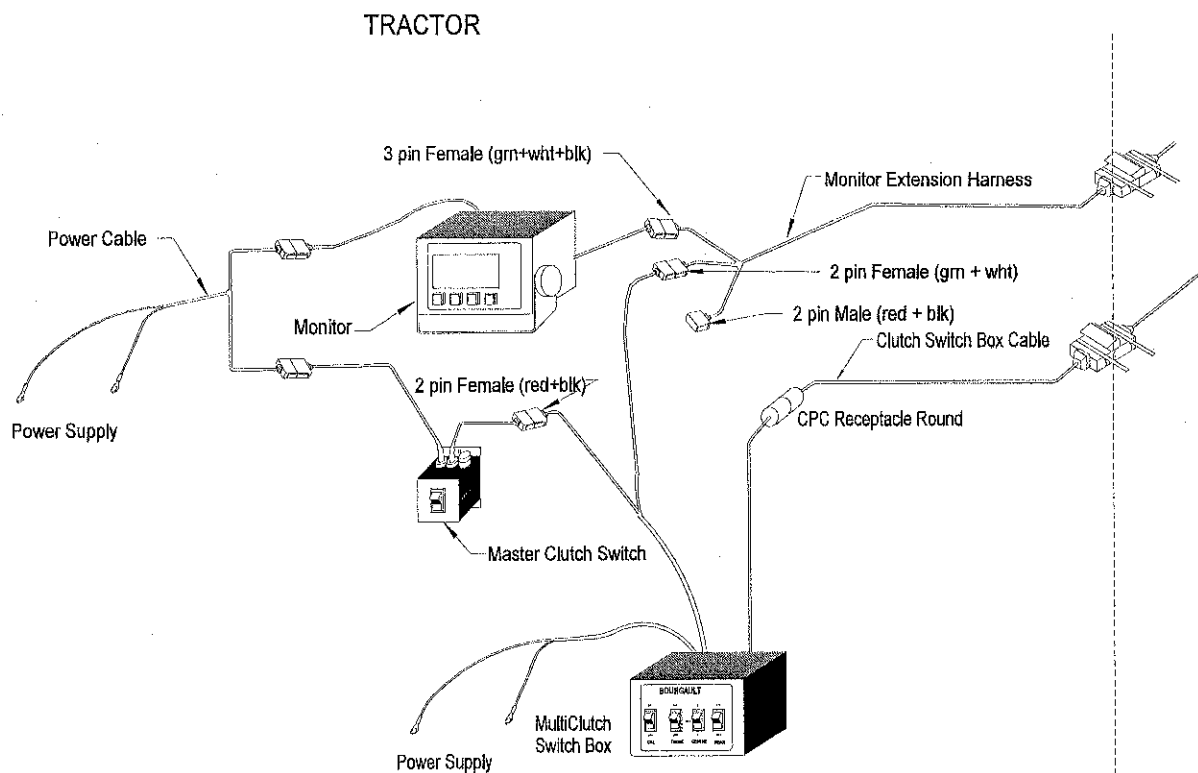 TRACTOR
3 pin Female (grn+wht+blk)
Monitor Extension Harness
Power Cable
2 pin Female (grn + wht)
Monitor
2 pin Male (red + blk)
Clutch Switch Box Cable
2 pin Female (red+blk)
Power Supply
CPC Receptacle Round
Master Clutch Switch
BOURGAULT
MultiClutch
Switch Box
Power Supply